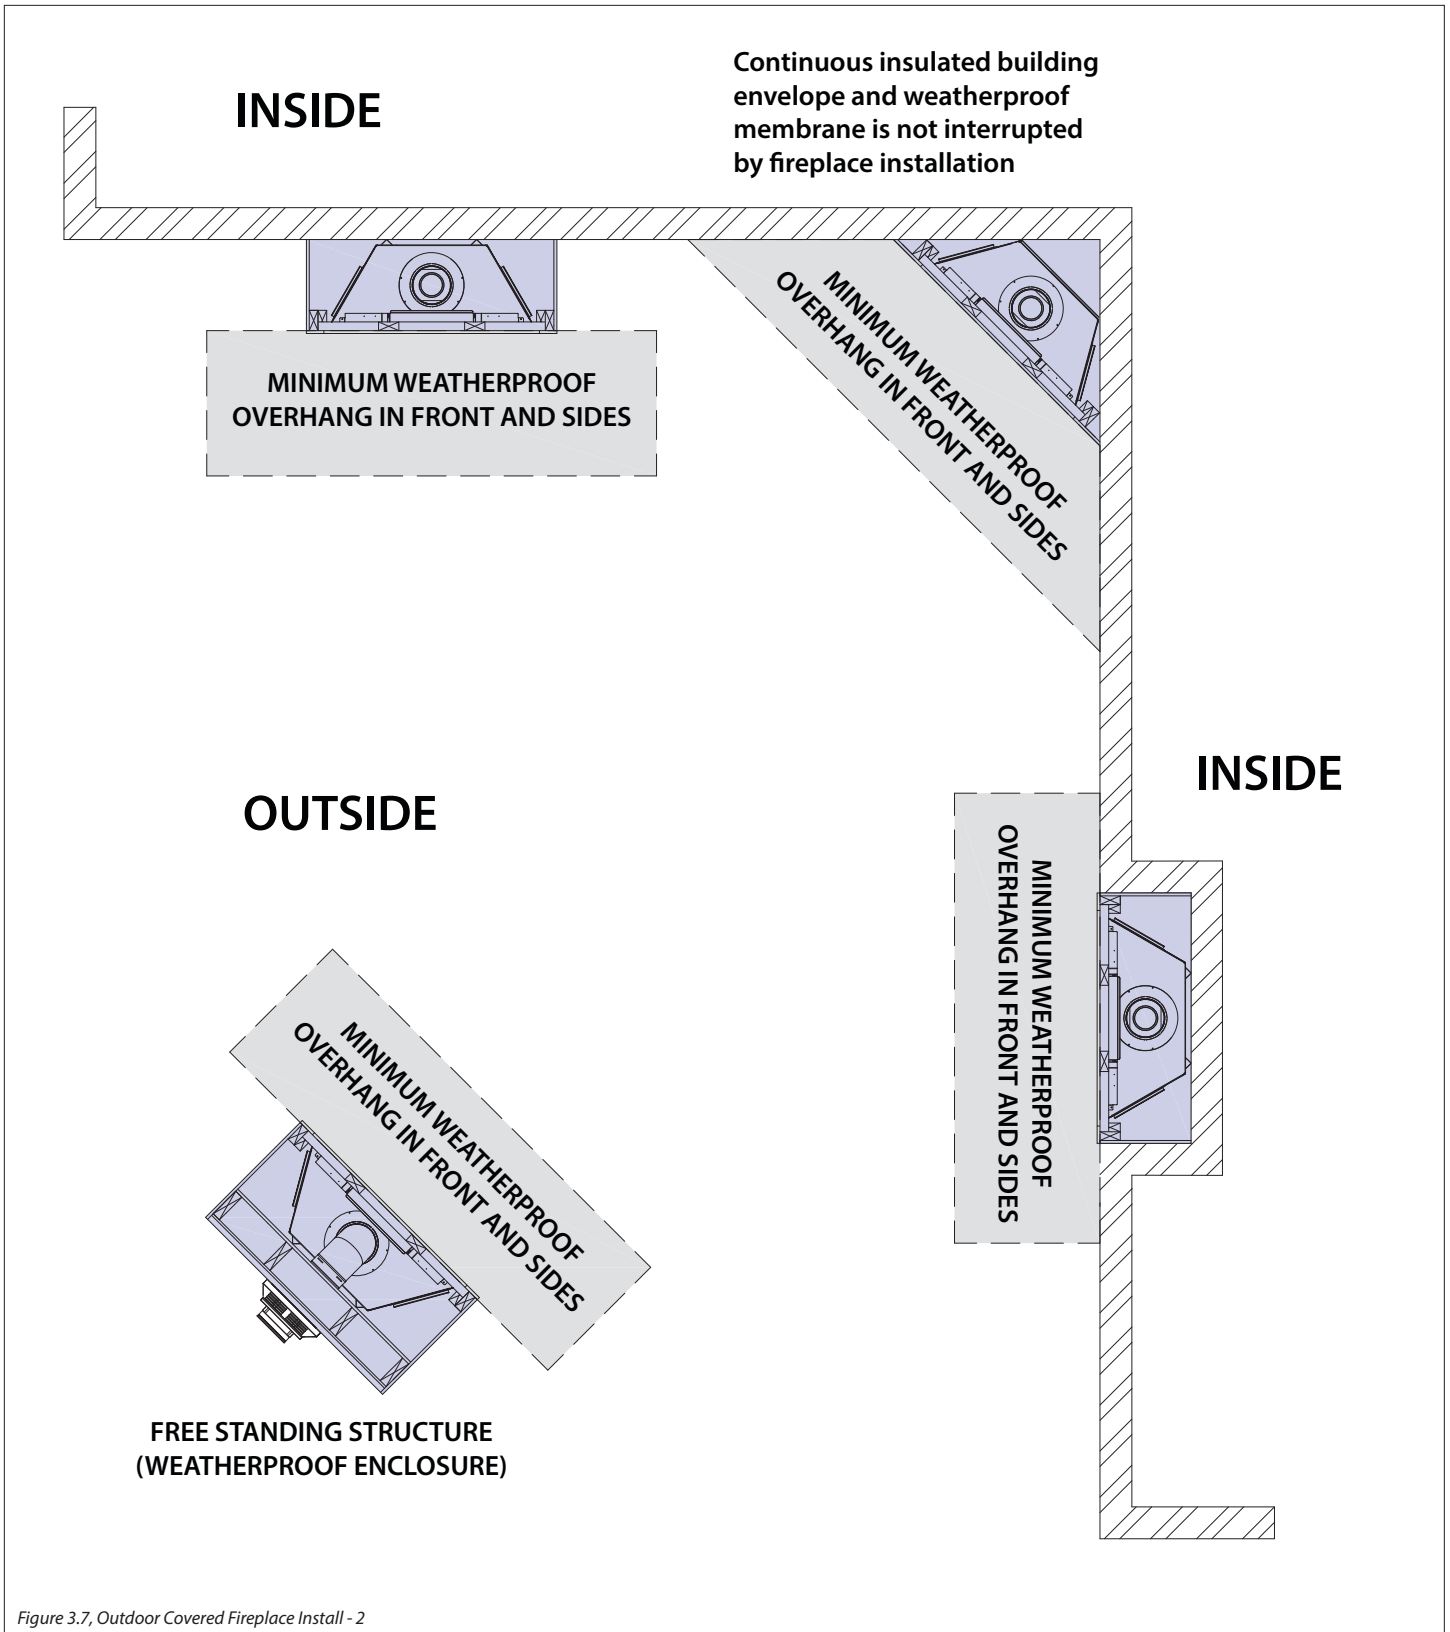 INSIDE
Continuous insulated building
envelope and weatherproof
membrane is not interrupted
by fireplace installation
MINIMUM WEATHERPROOF
OVERHANG IN FRONT AND SIDES
MINIMUM WEATHERPROOF
OVERHANG IN FRONT AND SIDES
INSIDE
OUTSIDE
MINIMUM WEATHERPROOF
OVERHANG IN FRONT AND SIDES
MINIMUM WEATHERPROOF
OVERHANG IN FRONT AND SIDES
FREE STANDING STRUCTURE
(WEATHERPROOF ENCLOSURE)
Figure 3.7, Outdoor Covered Fireplace Install - 2